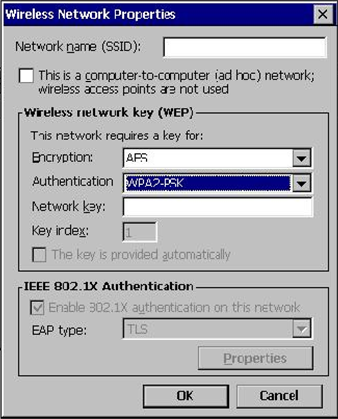 Wireless Network Properties
Network name (SSID):
This is a computer-to-computer (ad hoc) network;
wireless access points are not used
Wireless network key (WEP)
This network requires a key for:
Encryption: AES
Authentication WPA2-PSK
Network key:
Key index: 1
The key is provided automatically
IEEE 802.1X Authentication
Enable 802.1X authentication on this network
EAP type: TLS
Properties
OK Cancel